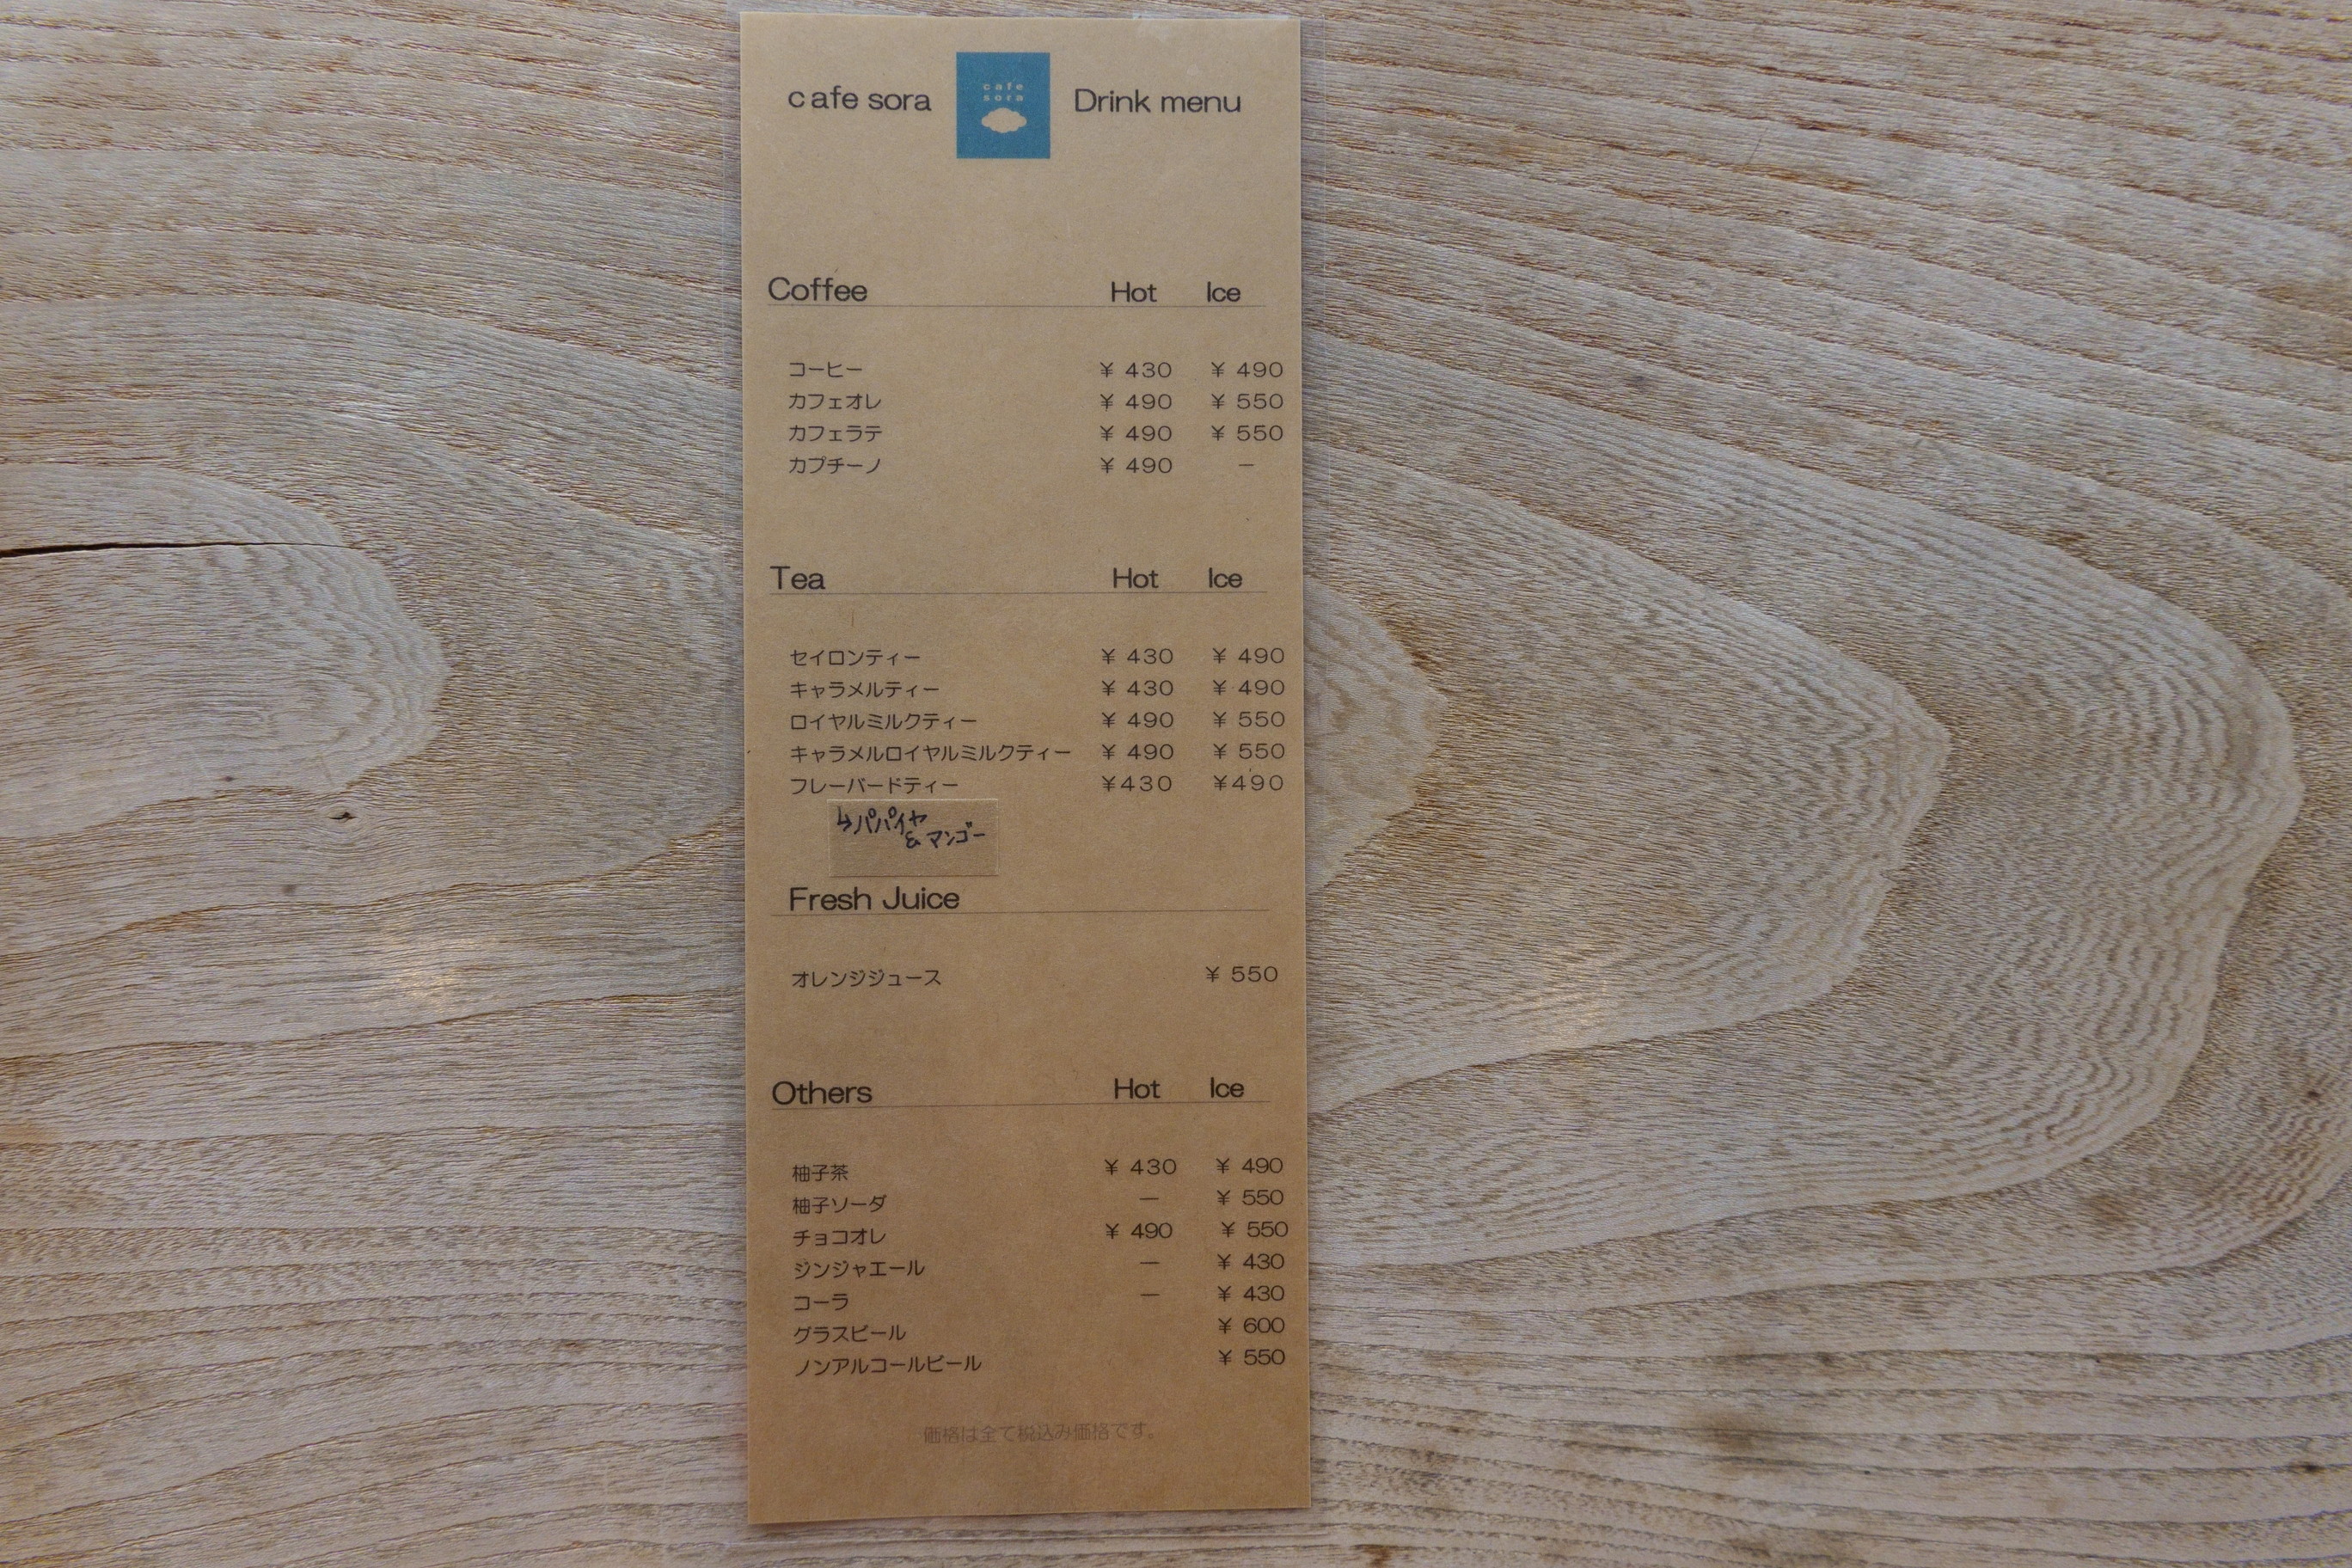 cafe sora
cafe
sora
Drink menu
Coffee Hot Ice
コーヒー ¥ 430 ¥ 490
カフェオレ ¥ 490 ¥ 550
カフェラテ ¥ 490 ¥ 550
カプチーノ ¥ 490 —
Tea Hot Ice
セイロンティー ¥ 430 ¥ 490
キャラメルティー ¥ 430 ¥ 490
ロイヤルミルクティー ¥ 490 ¥ 550
キャラメルロイヤルミルクティー ¥ 490 ¥ 550
フレーバードティー ¥430 ¥490
↳パパイヤ
& マンゴー
Fresh Juice
オレンジジュース ¥ 550
Others Hot Ice
柚子茶 ¥ 430 ¥ 490
柚子ソーダ — ¥ 550
チョコオレ ¥ 490 ¥ 550
ジンジャエール — ¥ 430
コーラ — ¥ 430
グラスビール ¥ 600
ノンアルコールビール ¥ 550
価格は全て税込み価格です。